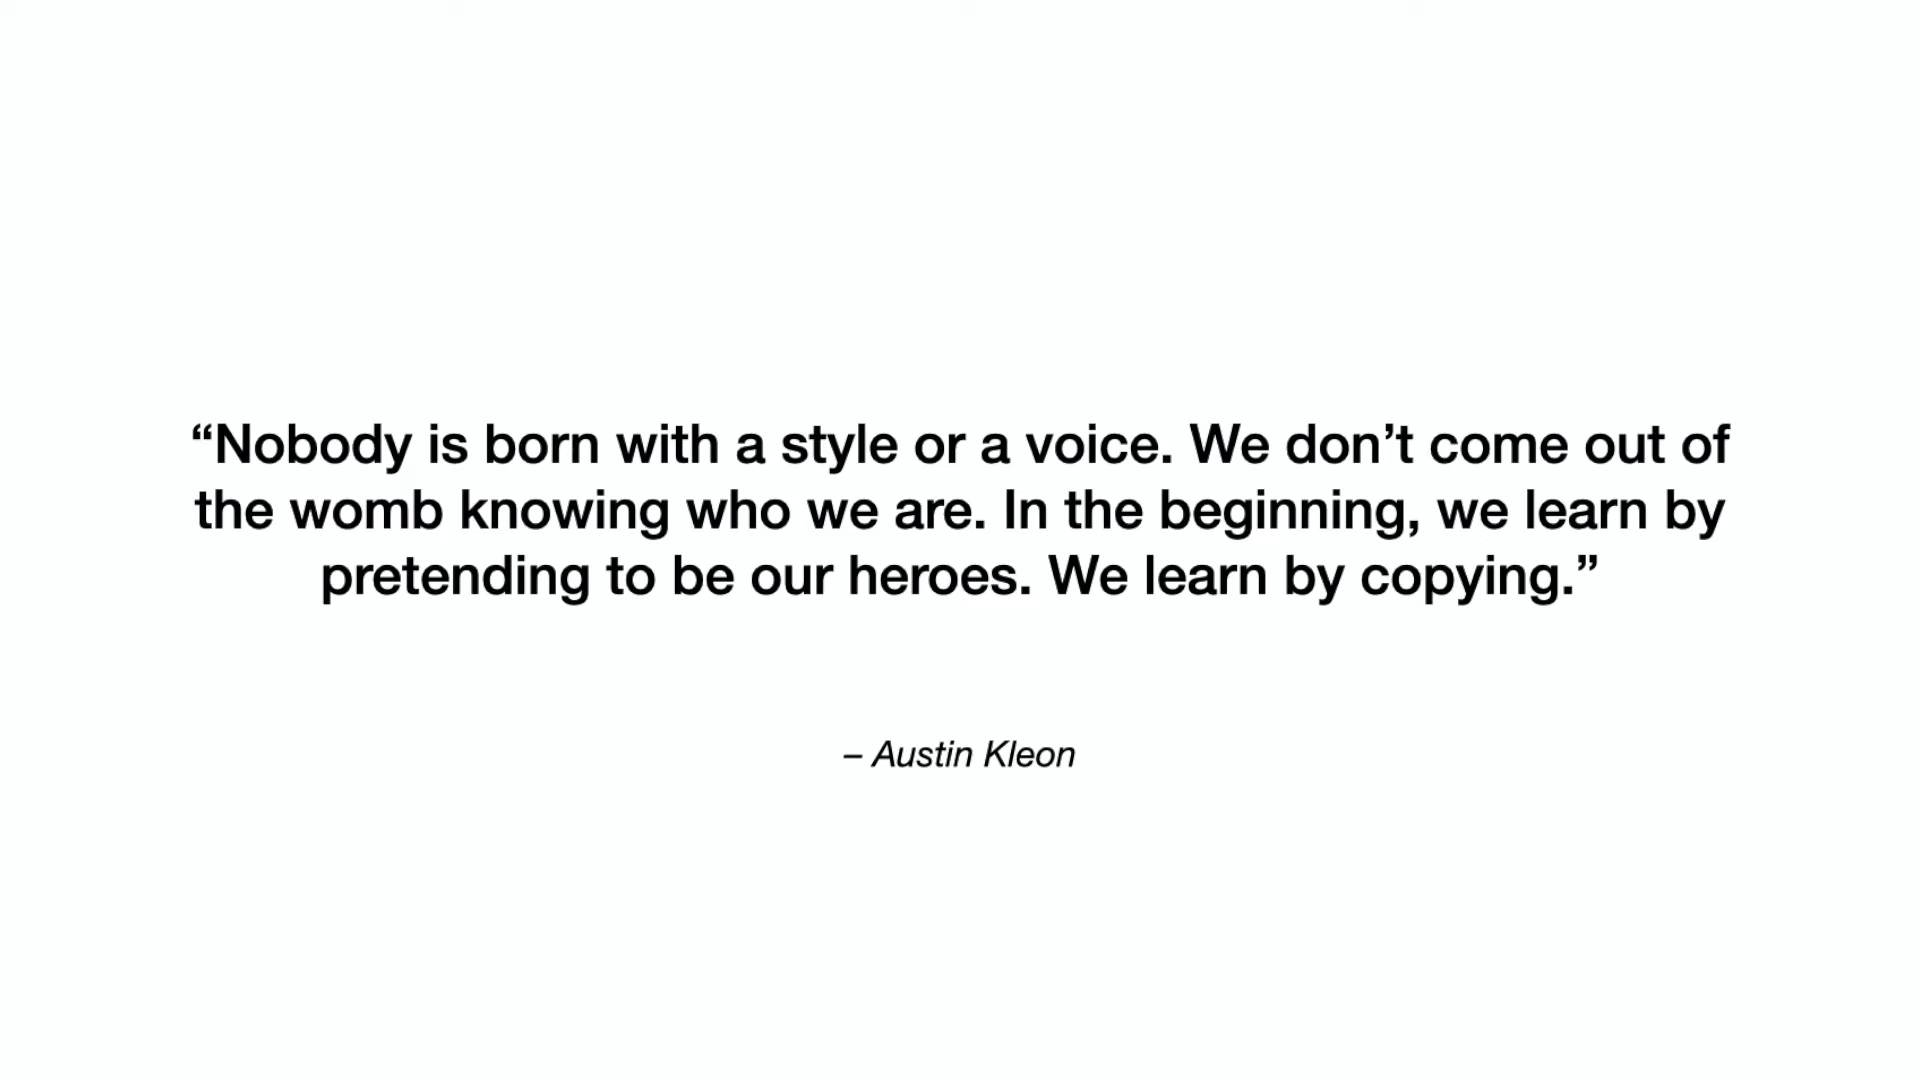 “Nobody is born with a style or a voice. We don’t come out of
the womb knowing who we are. In the beginning, we learn by
pretending to be our heroes. We learn by copying.”
– Austin Kleon